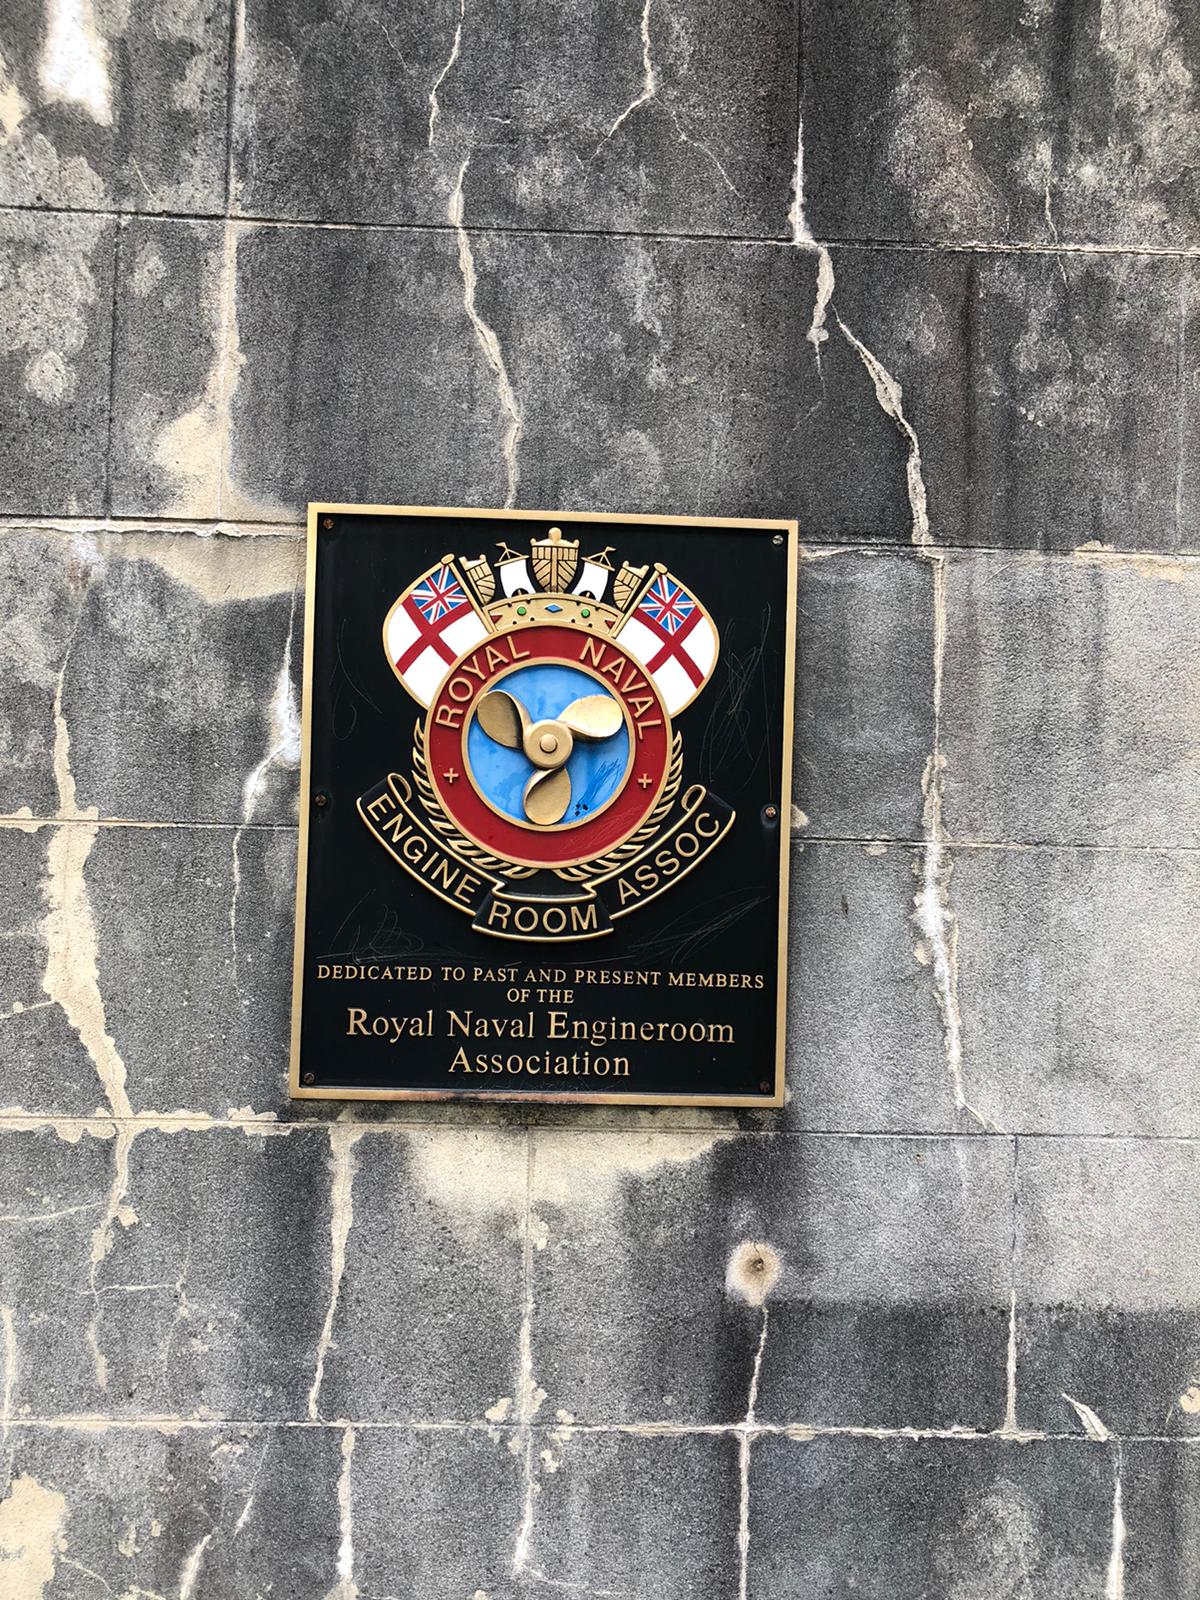 ROYAL NAVAL
ENGINE ROOM ASSOC
DEDICATED TO PAST AND PRESENT MEMBERS
OF THE
Royal Naval Engineroom
Association